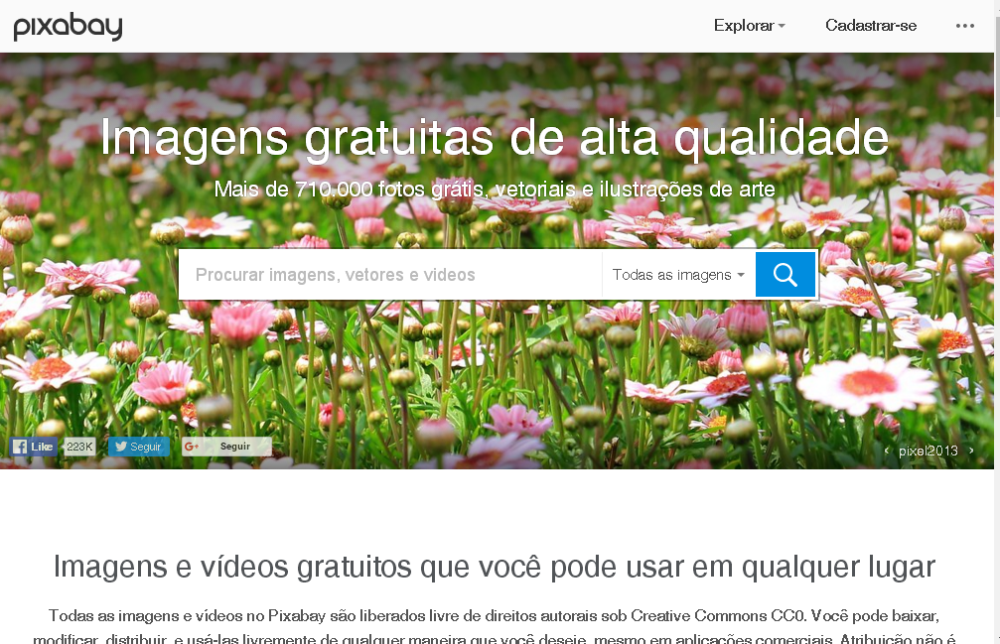 pixabay
Explorar
Cadastrar-se
Imagens gratuitas de alta qualidade
Mais de 710.000 fotos grátis, vetoriais e ilustrações de arte
Procurar imagens, vetores e videos
Todas as imagens
Like
223K
Seguir
G+
Seguir
‹ pixel2013 ›
Imagens e vídeos gratuitos que você pode usar em qualquer lugar
Todas as imagens e vídeos no Pixabay são liberados livre de direitos autorais sob Creative Commons CC0. Você pode baixar,
modificar, distribuir, e usá-las livremente de qualquer maneira que você deseje, mesmo em aplicações comerciais. Atribuição não é